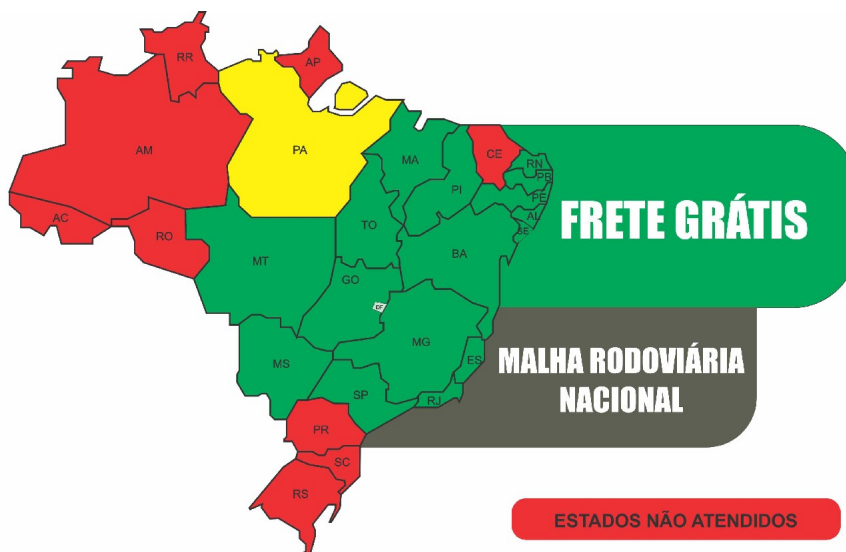 RR
AP
AM
PA
MA
CE
RN
PB
PI
PE
AL
SE
AC
RO
TO
BA
MT
GO
DF
MG
ES
MS
SP
RJ
PR
SC
RS
FRETE GRÁTIS
MALHA RODOVIÁRIA
NACIONAL
ESTADOS NÃO ATENDIDOS